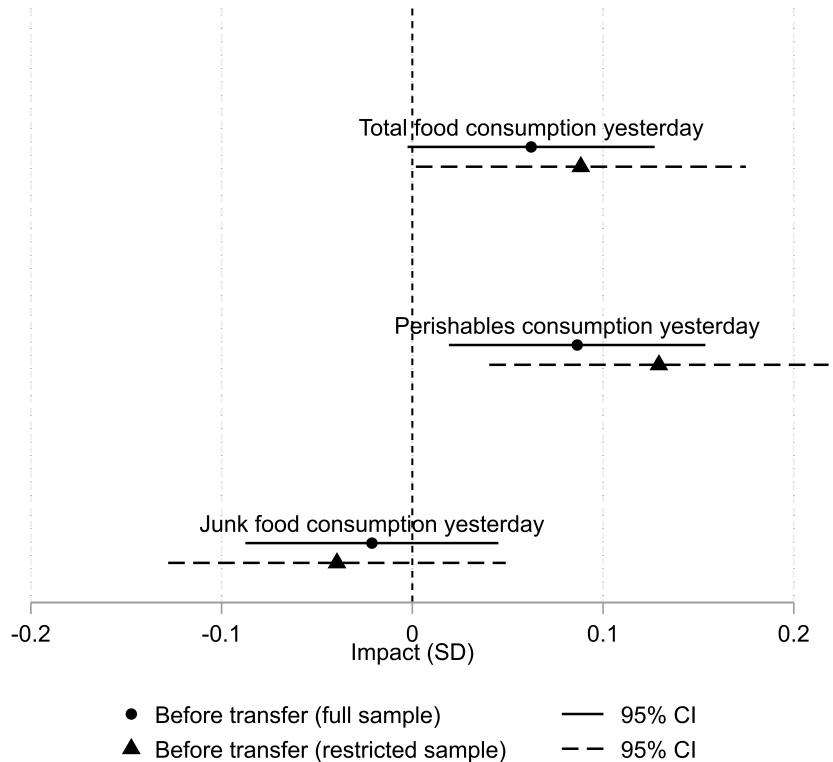 Total food consumption yesterday
Perishables consumption yesterday
Junk food consumption yesterday
-0.2 -0.1 0 0.1 0.2
Impact (SD)
Before transfer (full sample) 95% CI
Before transfer (restricted sample) 95% CI